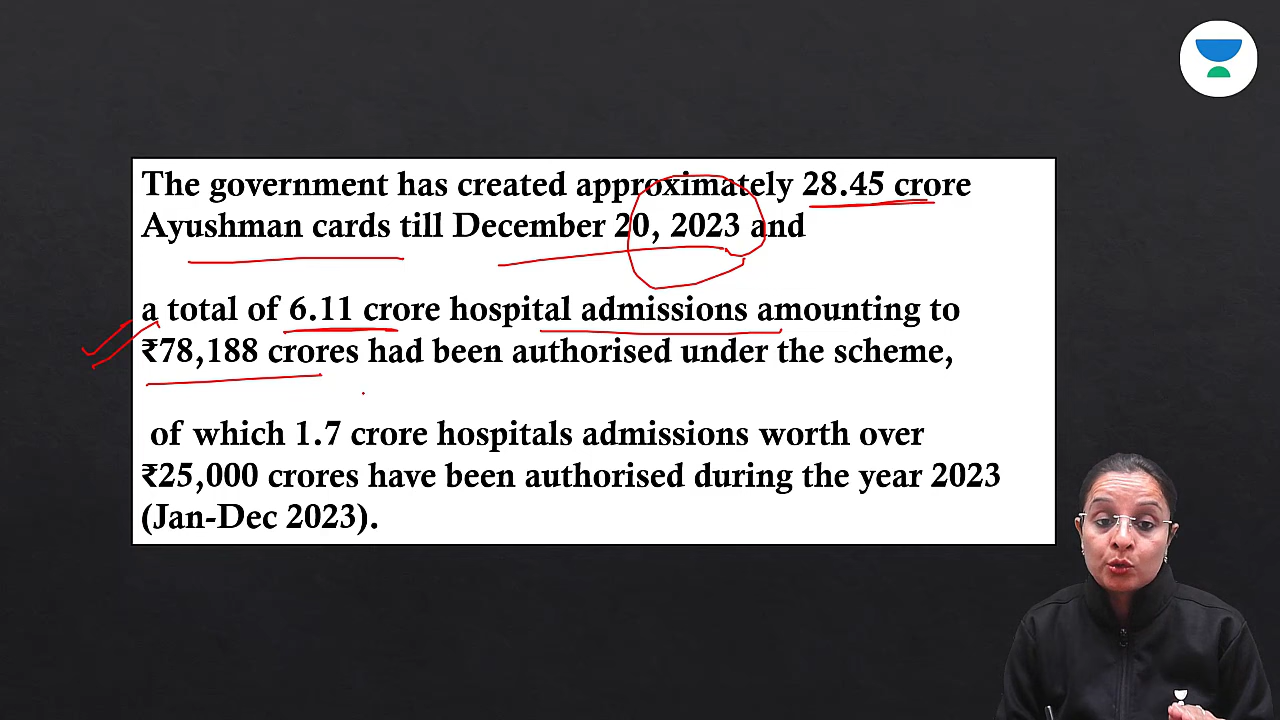 The government has created approximately 28.45 crore
Ayushman cards till December 20, 2023 and
a total of 6.11 crore hospital admissions amounting to
₹78,188 crores had been authorised under the scheme,
of which 1.7 crore hospitals admissions worth over
₹25,000 crores have been authorised during the year 2023
(Jan-Dec 2023).